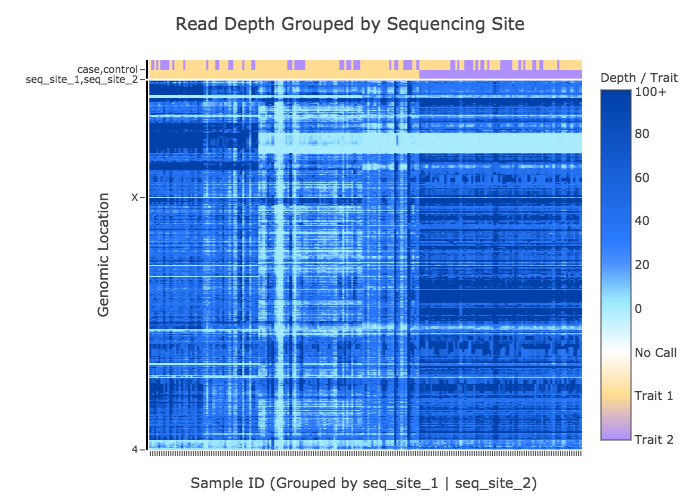 Read Depth Grouped by Sequencing Site
case,control
seq_site_1,seq_site_2
2
X
4
Genomic Location
Sample ID (Grouped by seq_site_1 | seq_site_2)
Depth / Trait
100+
80
60
40
20
0
No Call
Trait 1
Trait 2